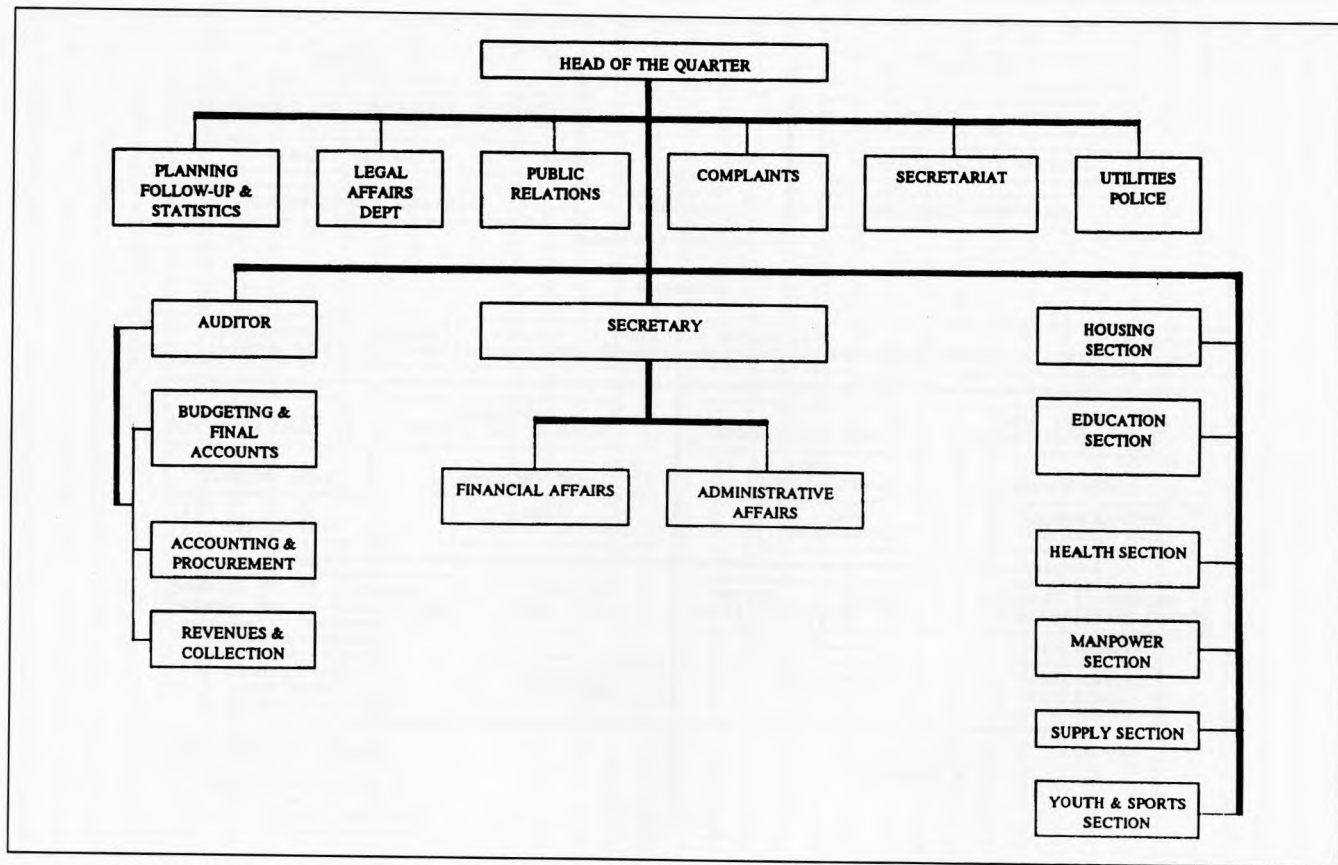 HEAD OF THE QUARTER
PLANNING
FOLLOW-UP &
STATISTICS
LEGAL
AFFAIRS
DEPT
PUBLIC
RELATIONS
COMPLAINTS
SECRETARIAT
UTILITIES
POLICE
AUDITOR
SECRETARY
HOUSING
SECTION
BUDGETING &
FINAL
ACCOUNTS
EDUCATION
SECTION
FINANCIAL AFFAIRS
ADMINISTRATIVE
AFFAIRS
ACCOUNTING &
PROCUREMENT
HEALTH SECTION
REVENUES &
COLLECTION
MANPOWER
SECTION
SUPPLY SECTION
YOUTH & SPORTS
SECTION